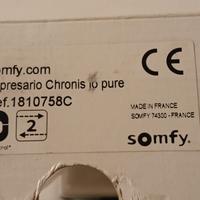 omfy.com
presario Chronis io pure
ef.1810758C
2
CE
MADE IN FRANCE
SOMFY 74300 - FRANCE
somfy.